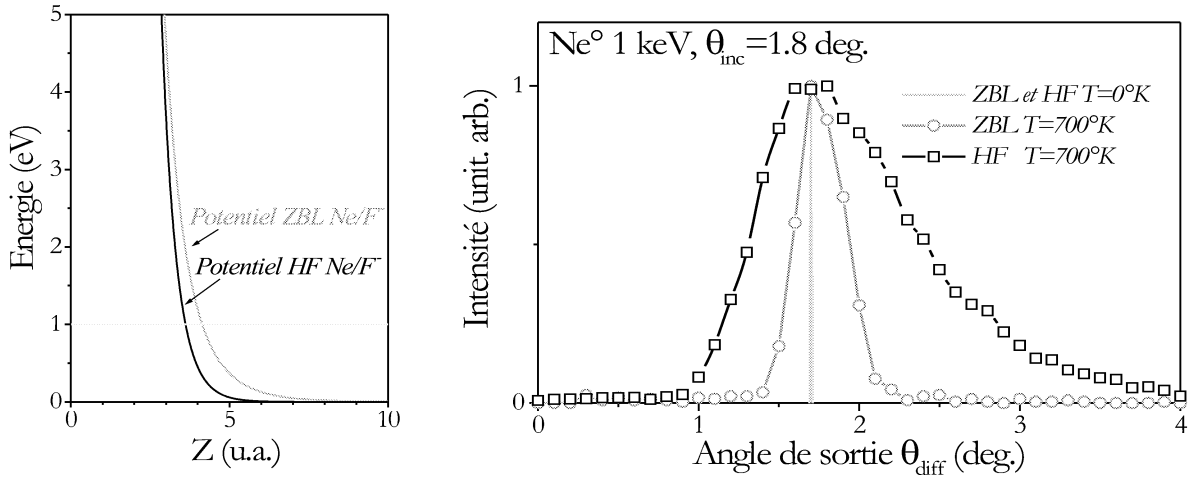 5
4
3
2
1
0
Energie (eV)
Potentiel ZBL Ne/F-
Potentiel HF Ne/F-
0
5
10
Z (u.a.)
Ne° 1 keV, θinc=1.8 deg.
1
0
Intensité (unit. arb.)
ZBL et HF T=0°K
ZBL T=700°K
HF T=700°K
0
1
2
3
4
Angle de sortie θdiff (deg.)